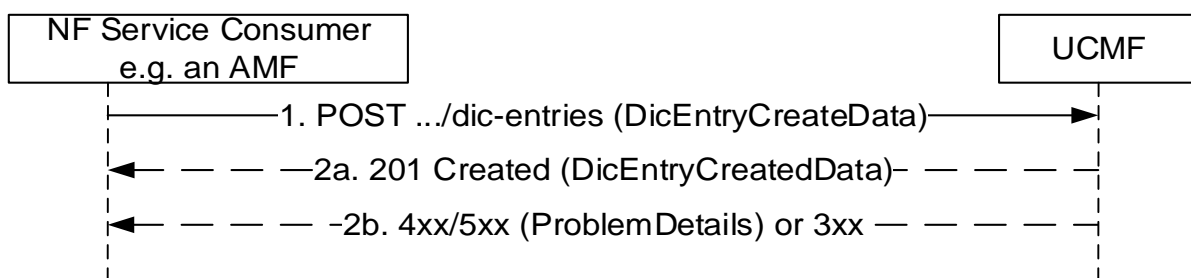 NF Service Consumer
e.g. an AMF
UCMF
1. POST .../dic-entries (DicEntryCreateData)
2a. 201 Created (DicEntryCreatedData)
2b. 4xx/5xx (ProblemDetails) or 3xx